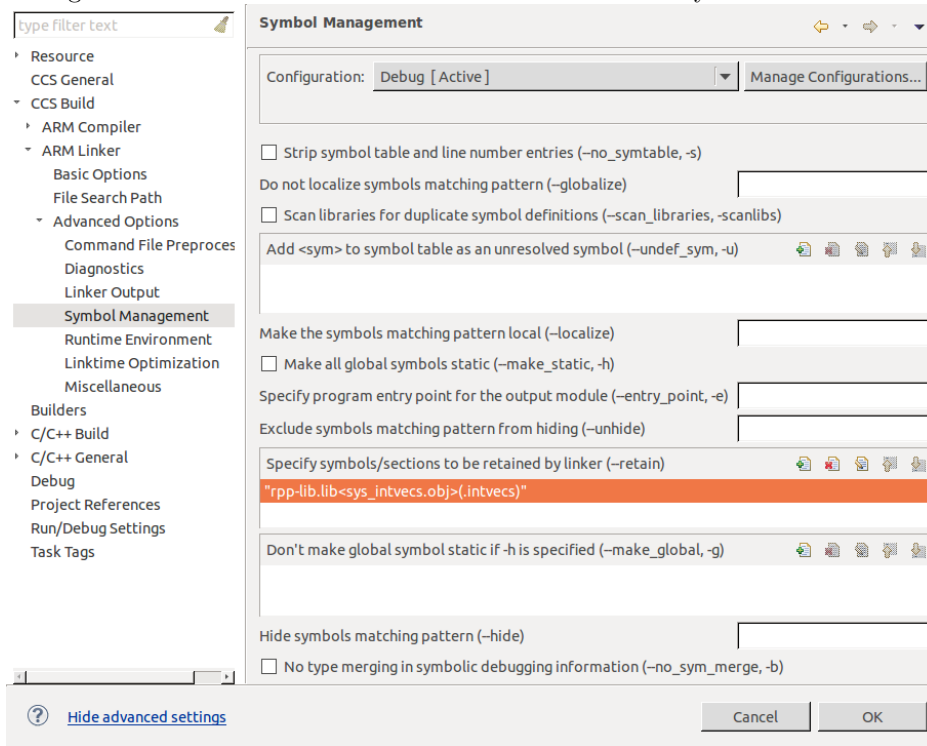 type filter text
Resource
CCS General
CCS Build
ARM Compiler
ARM Linker
Basic Options
File Search Path
Advanced Options
Command File Preproces
Diagnostics
Linker Output
Symbol Management
Runtime Environment
Linktime Optimization
Miscellaneous
Builders
C/C++ Build
C/C++ General
Debug
Project References
Run/Debug Settings
Task Tags
Symbol Management
Configuration: Debug [ Active ] Manage Configurations...
Strip symbol table and line number entries (--no_symtable, -s)
Do not localize symbols matching pattern (--globalize)
Scan libraries for duplicate symbol definitions (--scan_libraries, -scanlibs)
Add <sym> to symbol table as an unresolved symbol (--undef_sym, -u)
Make the symbols matching pattern local (--localize)
Make all global symbols static (--make_static, -h)
Specify program entry point for the output module (--entry_point, -e)
Exclude symbols matching pattern from hiding (--unhide)
Specify symbols/sections to be retained by linker (--retain)
"rpp-lib.lib<sys_intvecs.obj>(.intvecs)"
Don't make global symbol static if -h is specified (--make_global, -g)
Hide symbols matching pattern (--hide)
No type merging in symbolic debugging information (--no_sym_merge, -b)
? Hide advanced settings
Cancel OK